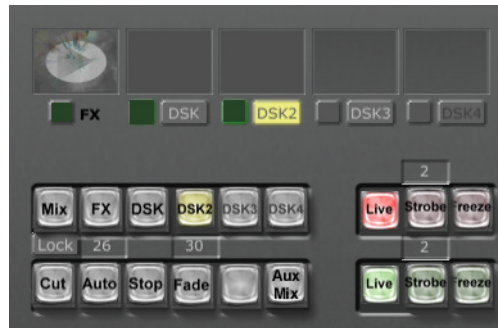 FX DSK DSK2 DSK3 DSK4
2
Mix FX DSK DSK2 DSK3 DSK4 Live Strobe Freeze
Lock 26 30 2
Cut Auto Stop Fade Aux Mix Live Strobe Freeze